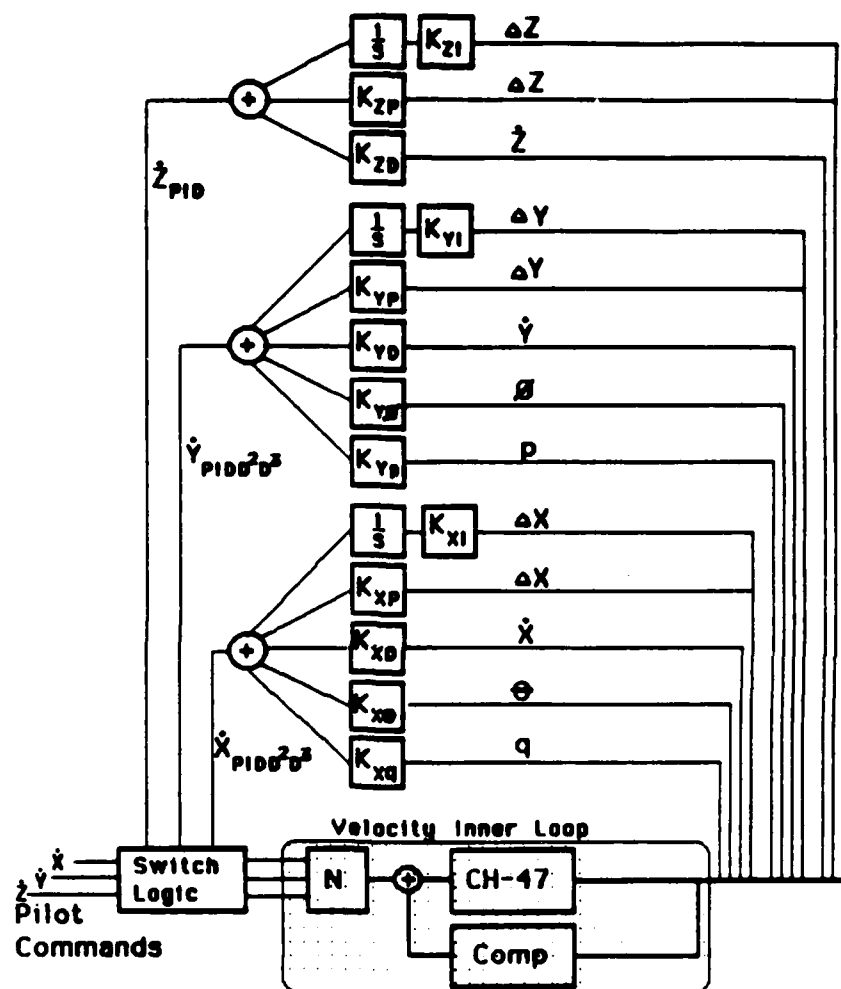 1/S K_ZI ΔZ
+ K_ZP ΔZ
K_ZD Ż
Ż_PID
1/S K_YI ΔY
K_YP ΔY
+ K_YD Ẏ
K_YØ Ø
Ẏ_PIDD²D³
K_Yp p
1/S K_XI ΔX
K_XP ΔX
+ K_XD Ẋ
K_XΘ Θ
Ẋ_PIDD²D³
K_Xq q
Velocity Inner Loop
Ẋ
Ẏ
Ż
Switch
Logic
N + CH-47
Pilot
Commands
Comp